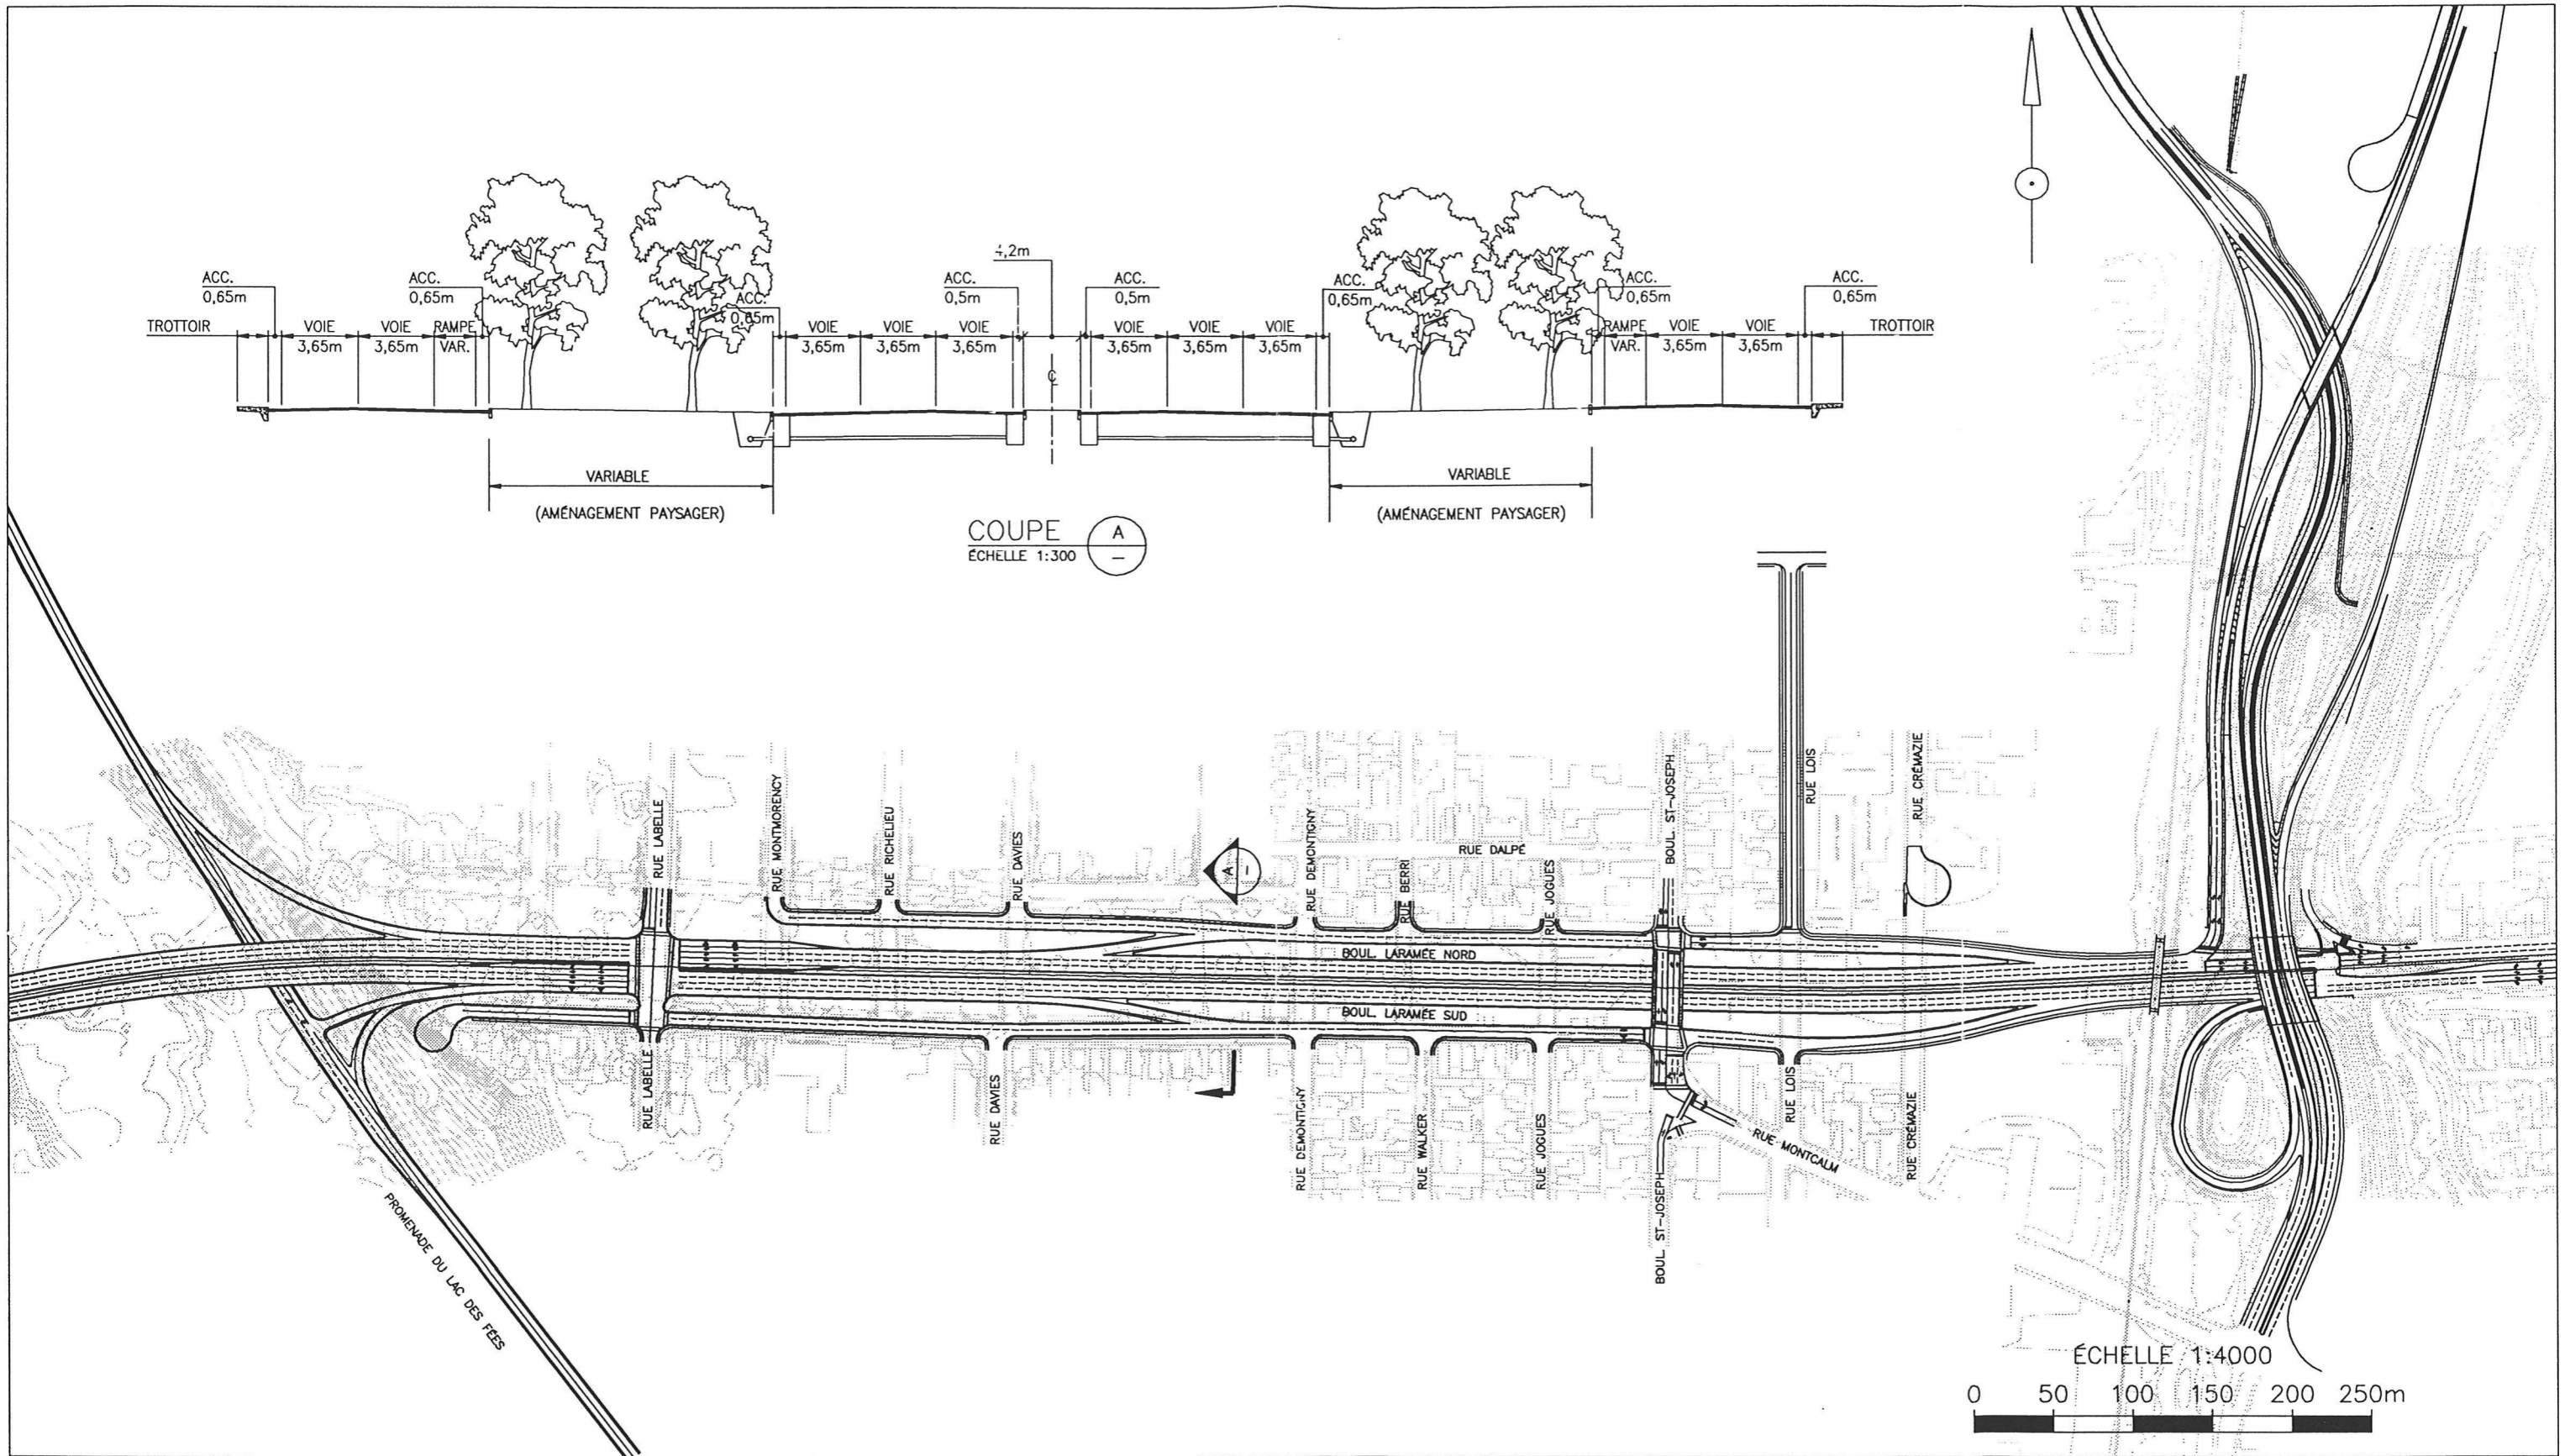 4,2m
ACC.
0,65m
ACC.
0,65m
ACC.
0,65m
ACC.
0,5m
ACC.
0,5m
ACC.
0,65m
ACC.
0,65m
ACC.
0,65m
TROTTOIR
VOIE
3,65m
VOIE
3,65m
RAMPE
VAR.
VOIE
3,65m
VOIE
3,65m
VOIE
3,65m
VOIE
3,65m
VOIE
3,65m
VOIE
3,65m
RAMPE
VAR.
VOIE
3,65m
VOIE
3,65m
TROTTOIR
VARIABLE
(AMÉNAGEMENT PAYSAGER)
VARIABLE
(AMÉNAGEMENT PAYSAGER)
COUPE
ÉCHELLE 1:300
A
–
RUE LABELLE
RUE MONTMORENCY
RUE RICHELIEU
RUE DAVIES
A
–
RUE DEMONTIGNY
RUE BERRI
RUE DALPÉ
RUE JOGUES
BOUL. ST-JOSEPH
RUE LOIS
RUE CRÉMAZIE
BOUL. LARAMÉE NORD
BOUL. LARAMÉE SUD
RUE LABELLE
RUE DAVIES
RUE DEMONTIGNY
RUE WALKER
RUE JOGUES
BOUL. ST-JOSEPH
RUE MONTCALM
RUE LOIS
RUE CRÉMAZIE
PROMENADE DU LAC DES FÉES
ÉCHELLE 1:4000
0 50 100 150 200 250m